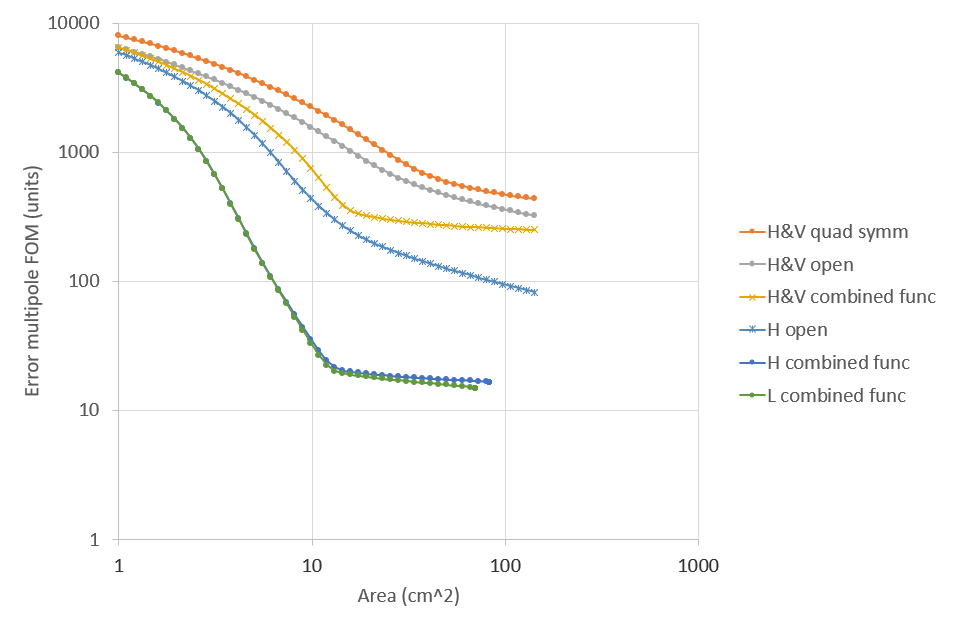 10000
1000
100
10
1
Error multipole FOM (units)
1
10
100
1000
Area (cm^2)
H&V quad symm
H&V open
H&V combined func
H open
H combined func
L combined func